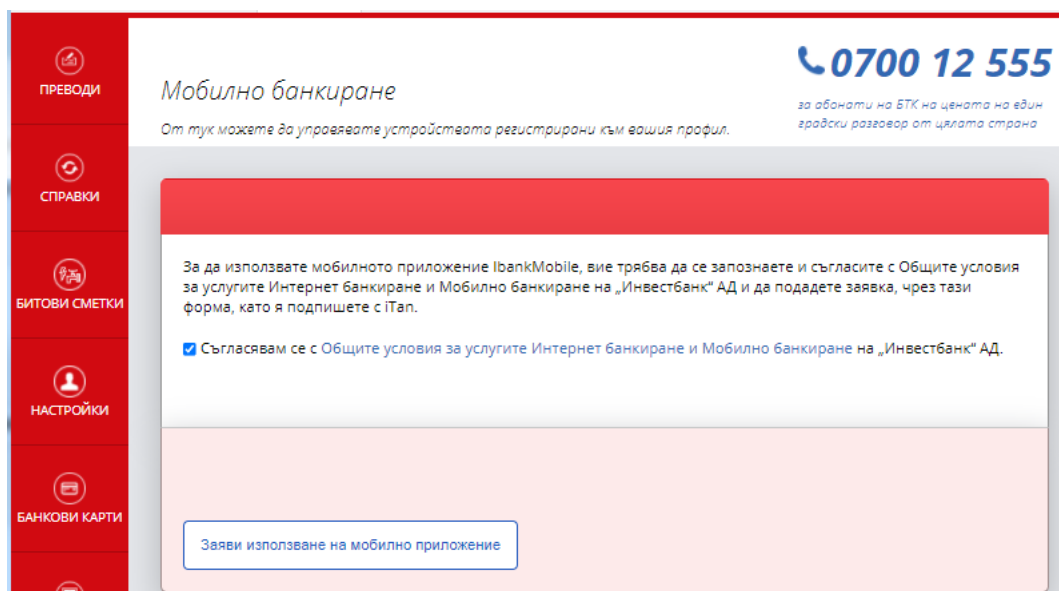 ПРЕВОДИ
СПРАВКИ
БИТОВИ СМЕТКИ
НАСТРОЙКИ
БАНКОВИ КАРТИ
Мобилно банкиране
От тук можете да управявате устройствата регистрирани към вашия профил.
0700 12 555
за абонати на БТК на цената на един
градски разговор от цялата страна
За да използвате мобилното приложение IbankMobile, вие трябва да се запознаете и съгласите с Общите условия
за услугите Интернет банкиране и Мобилно банкиране на „Инвестбанк“ АД и да подадете заявка, чрез тази
форма, като я подпишете с iTan.
Съгласявам се с Общите условия за услугите Интернет банкиране и Мобилно банкиране на „Инвестбанк“ АД.
Заяви използване на мобилно приложение